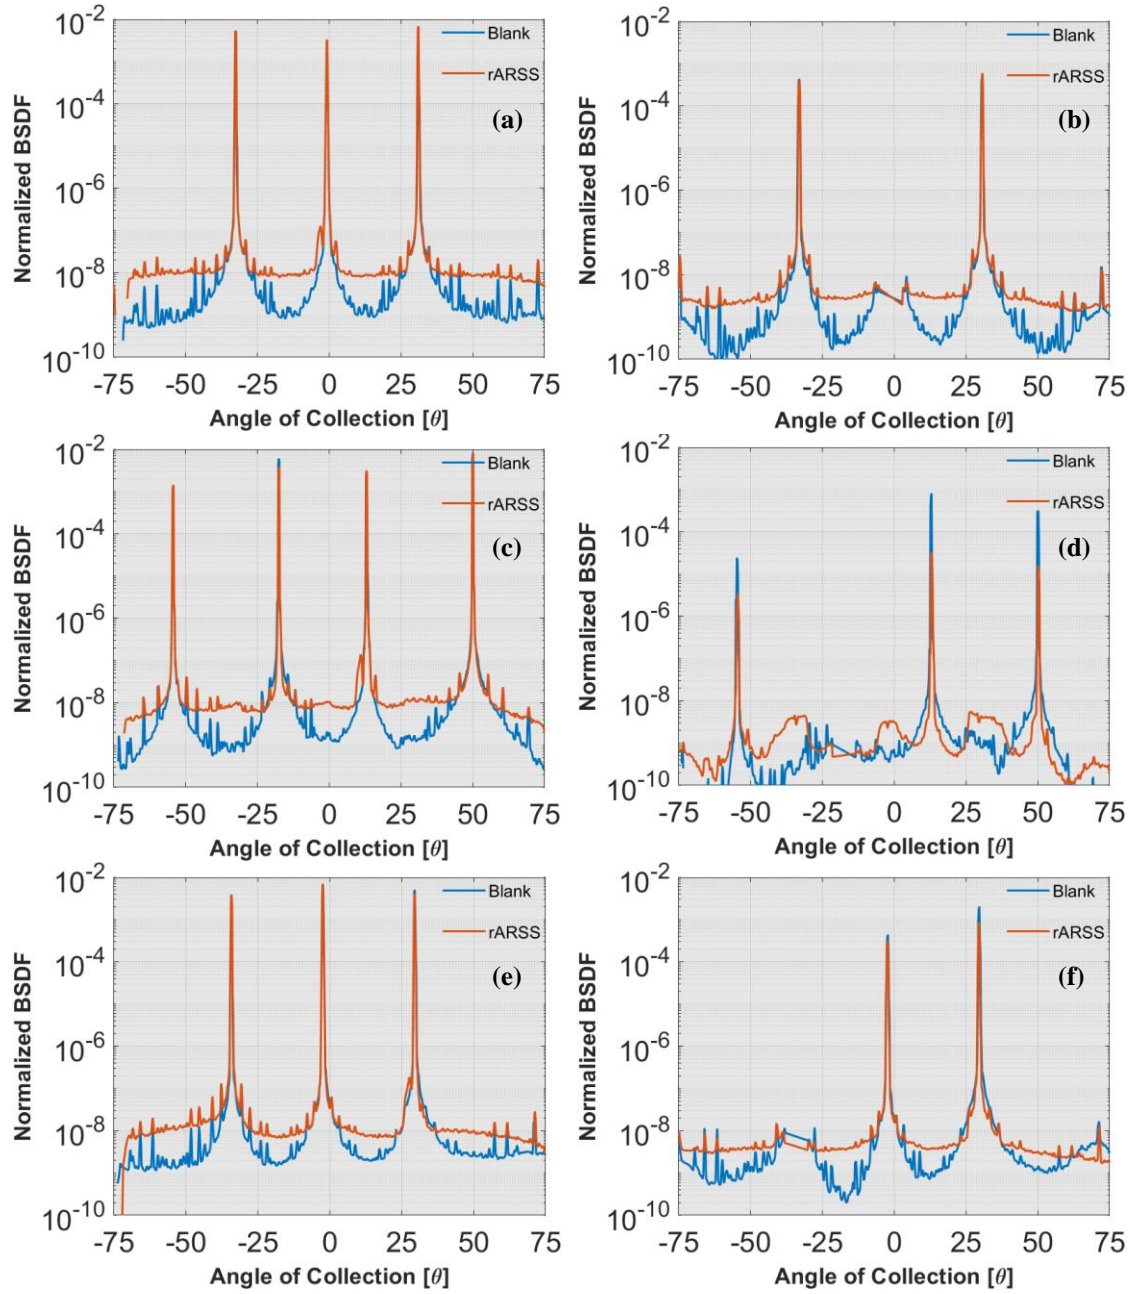 Blank
rARSS
(a)
10^-2
10^-4
10^-6
10^-8
10^-10
Normalized BSDF
-75 -50 -25 0 25 50 75
Angle of Collection [θ]
Blank
rARSS
(b)
10^-2
10^-4
10^-6
10^-8
10^-10
Normalized BSDF
-75 -50 -25 0 25 50 75
Angle of Collection [θ]
Blank
rARSS
(c)
10^-2
10^-4
10^-6
10^-8
10^-10
Normalized BSDF
-75 -50 -25 0 25 50 75
Angle of Collection [θ]
Blank
rARSS
(d)
10^-2
10^-4
10^-6
10^-8
10^-10
Normalized BSDF
-75 -50 -25 0 25 50 75
Angle of Collection [θ]
Blank
rARSS
(e)
10^-2
10^-4
10^-6
10^-8
10^-10
Normalized BSDF
-75 -50 -25 0 25 50 75
Angle of Collection [θ]
Blank
rARSS
(f)
10^-2
10^-4
10^-6
10^-8
10^-10
Normalized BSDF
-75 -50 -25 0 25 50 75
Angle of Collection [θ]